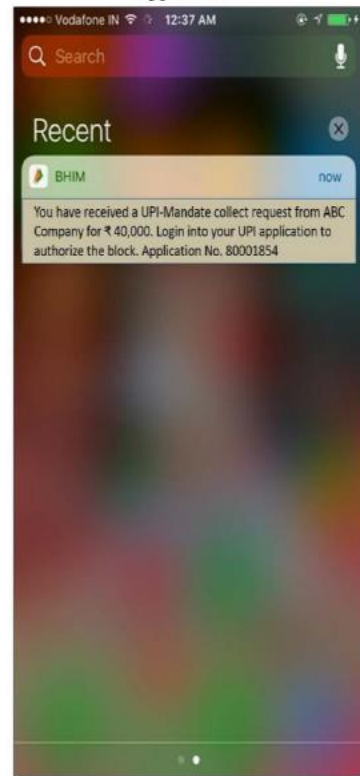 Vodafone IN 12:37 AM
Search
Recent
BHIM now
You have received a UPI-Mandate collect request from ABC
Company for ₹ 40,000. Login into your UPI application to
authorize the block. Application No. 80001854